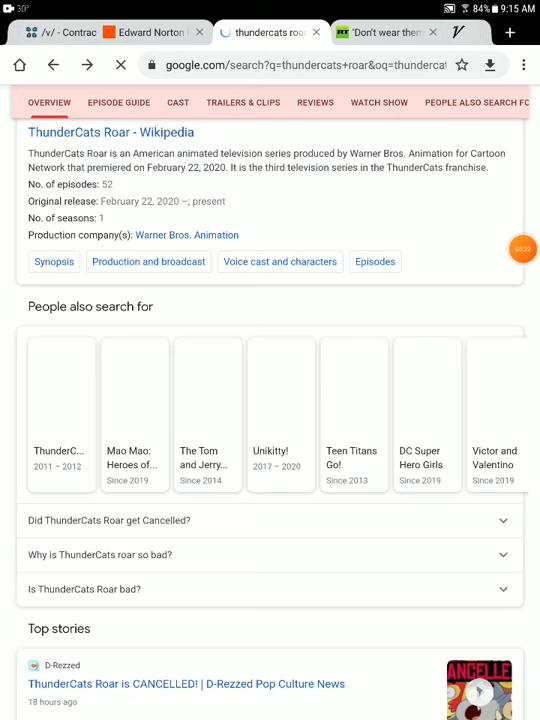 30°
84% 9:15 AM
/v/ - Contrac
Edward Norton
thundercats roa
RT
'Don't wear them
google.com/search?q=thundercats+roar&oq=thundercat
OVERVIEW EPISODE GUIDE CAST TRAILERS & CLIPS REVIEWS WATCH SHOW PEOPLE ALSO SEARCH FO
ThunderCats Roar - Wikipedia
ThunderCats Roar is an American animated television series produced by Warner Bros. Animation for Cartoon
Network that premiered on February 22, 2020. It is the third television series in the ThunderCats franchise.
No. of episodes: 52
Original release: February 22, 2020 –; present
No. of seasons: 1
Production company(s): Warner Bros. Animation
Synopsis Production and broadcast Voice cast and characters Episodes
05:23
People also search for
ThunderC...
2011 – 2012
Mao Mao:
Heroes of...
Since 2019
The Tom
and Jerry...
Since 2014
Unikitty!
2017 – 2020
Teen Titans
Go!
Since 2013
DC Super
Hero Girls
Since 2019
Victor and
Valentino
Since 2019
Did ThunderCats Roar get Cancelled?
Why is ThunderCats roar so bad?
Is ThunderCats Roar bad?
Top stories
D-Rezzed
ThunderCats Roar is CANCELLED! | D-Rezzed Pop Culture News
18 hours ago
ANCELLE